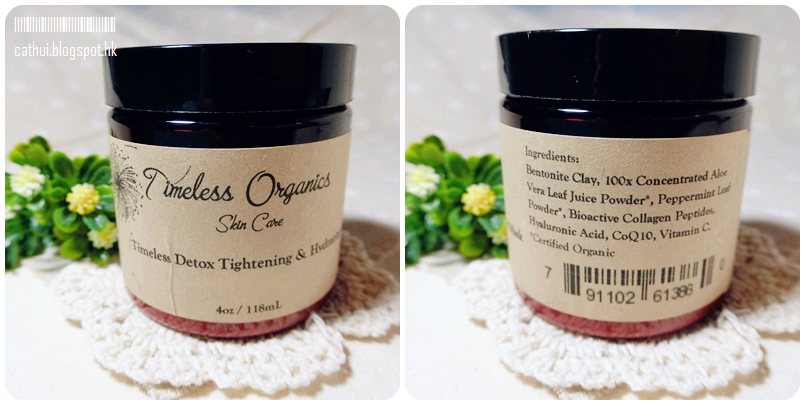 cathui.blogspot.hk
Timeless Organics
Skin Care
Timeless Detox Tightening &
4oz / 118mL
Ingredients:
Bentonite Clay, 100x Concentrated Aloe
Vera Leaf Juice Powder*, Peppermint Leaf
Powder*, Bioactive Collagen Peptides,
Hyaluronic Acid, CoQ10, Vitamin C.
*Certified Organic
7 91102 61386 0